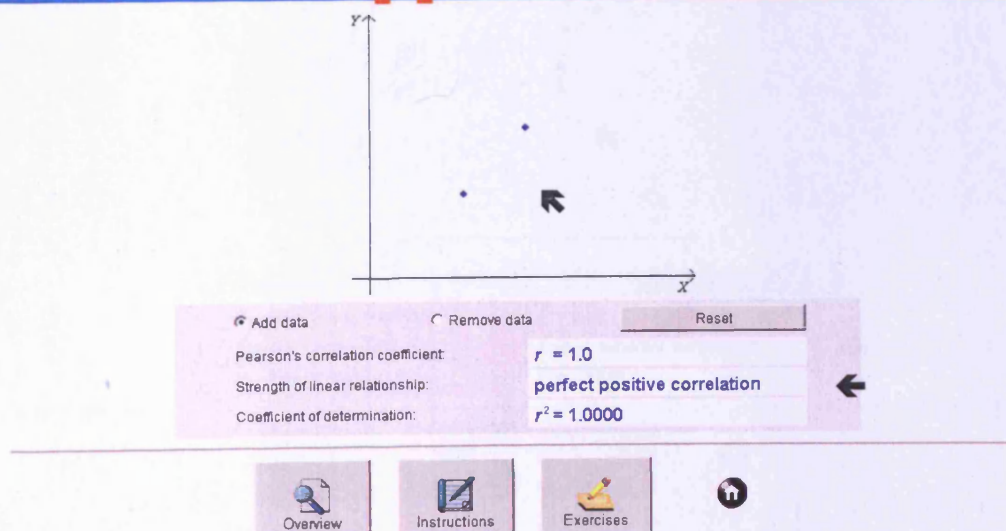 Y
X
Add data Remove data Reset
Pearson's correlation coefficient: r = 1.0
Strength of linear relationship: perfect positive correlation
Coefficient of determination: r² = 1.0000
Overview Instructions Exercises